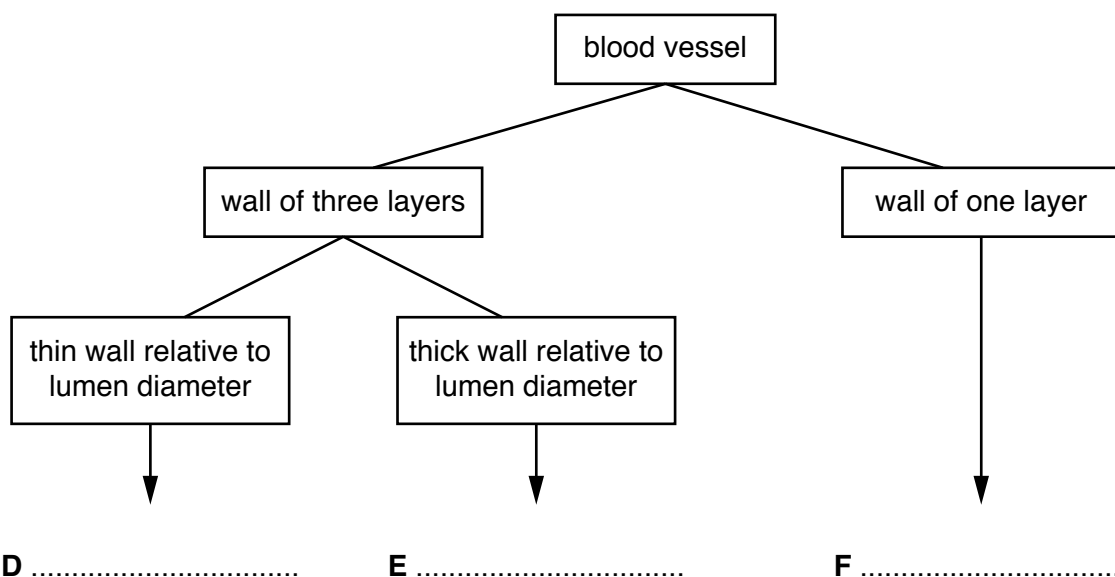 blood vessel
wall of three layers
wall of one layer
thin wall relative to
lumen diameter
thick wall relative to
lumen diameter
D ................................
E ................................
F ................................